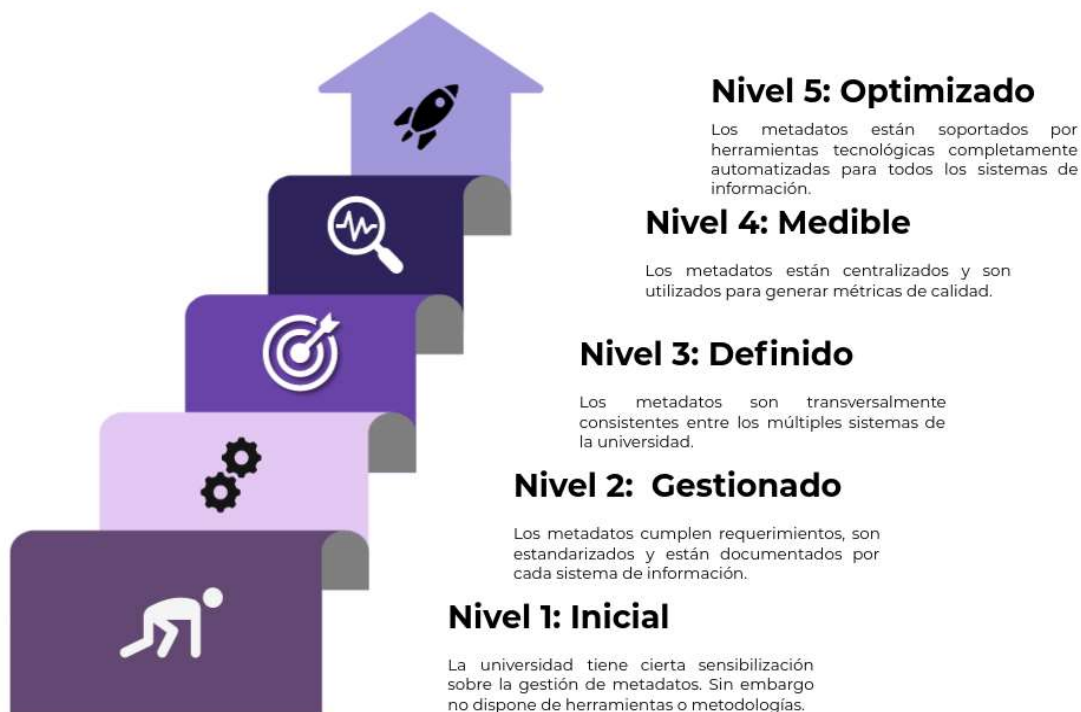 Nivel 5: Optimizado
Los metadatos están soportados por
herramientas tecnológicas completamente
automatizadas para todos los sistemas de
información.
Nivel 4: Medible
Los metadatos están centralizados y son
utilizados para generar métricas de calidad.
Nivel 3: Definido
Los metadatos son transversalmente
consistentes entre los múltiples sistemas de
la universidad.
Nivel 2: Gestionado
Los metadatos cumplen requerimientos, son
estandarizados y están documentados por
cada sistema de información.
Nivel 1: Inicial
La universidad tiene cierta sensibilización
sobre la gestión de metadatos. Sin embargo
no dispone de herramientas o metodologías.